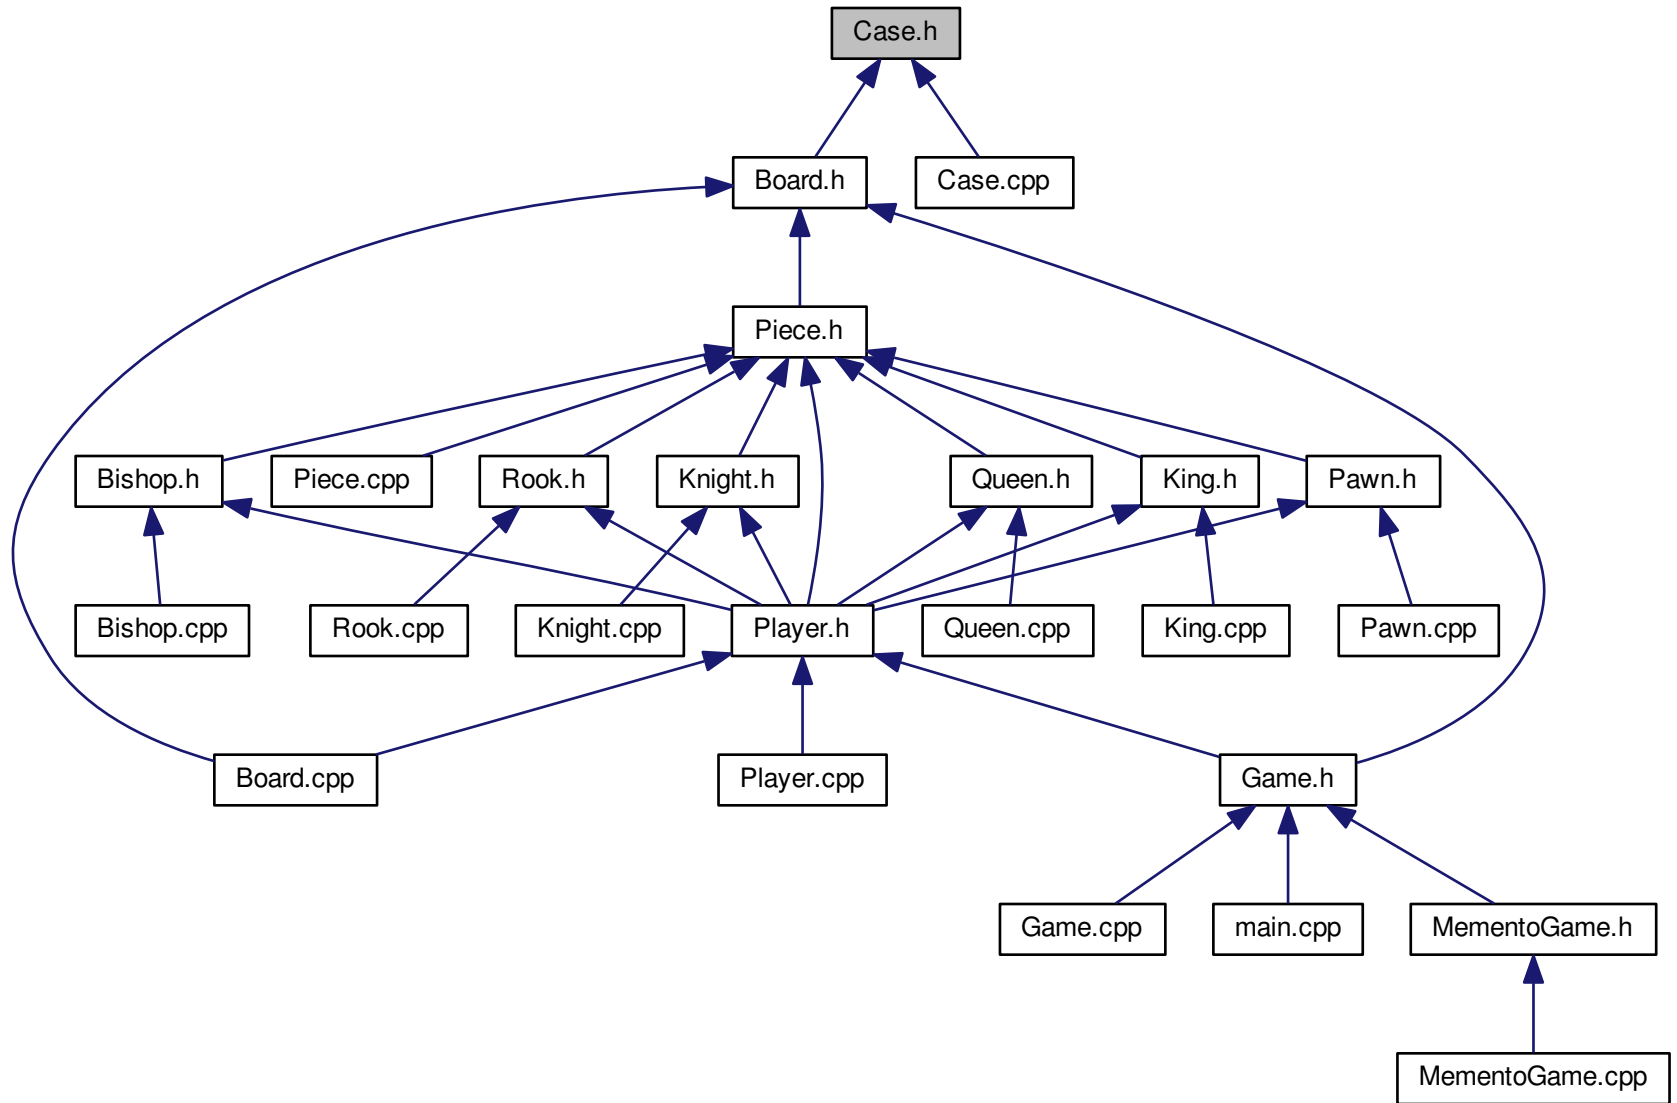 Case.h
Board.h
Case.cpp
Piece.h
Bishop.h
Piece.cpp
Rook.h
Knight.h
Queen.h
King.h
Pawn.h
Bishop.cpp
Rook.cpp
Knight.cpp
Player.h
Queen.cpp
King.cpp
Pawn.cpp
Board.cpp
Player.cpp
Game.h
Game.cpp
main.cpp
MementoGame.h
MementoGame.cpp